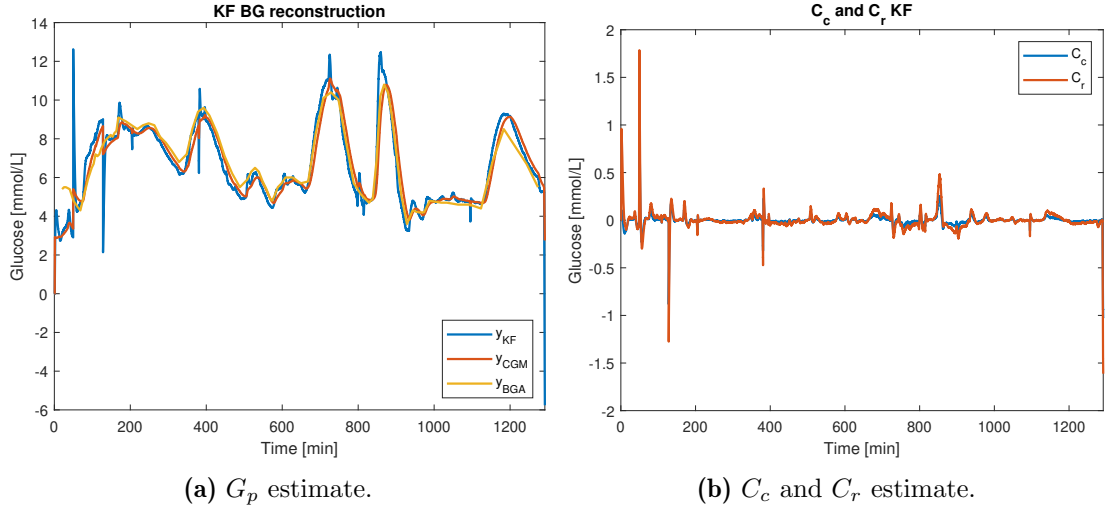 KF BG reconstruction
14
12
10
8
6
4
2
0
-2
-4
-6
Glucose [mmol/L]
0 200 400 600 800 1000 1200
Time [min]
y_KF
y_CGM
y_BGA
(a) G_p estimate.
C_c and C_r KF
2
1.5
1
0.5
0
-0.5
-1
-1.5
-2
Glucose [mmol/L]
0 200 400 600 800 1000 1200
Time [min]
C_c
C_r
(b) C_c and C_r estimate.